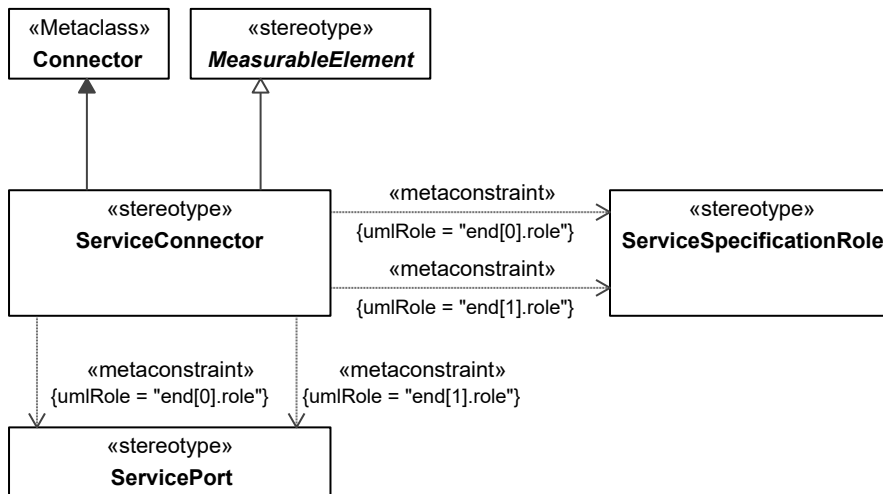 «Metaclass»
Connector
«stereotype»
MeasurableElement
«stereotype»
ServiceConnector
«metaconstraint»
{umlRole = "end[0].role"}
«metaconstraint»
{umlRole = "end[1].role"}
«stereotype»
ServiceSpecificationRole
«metaconstraint»
{umlRole = "end[0].role"}
«metaconstraint»
{umlRole = "end[1].role"}
«stereotype»
ServicePort